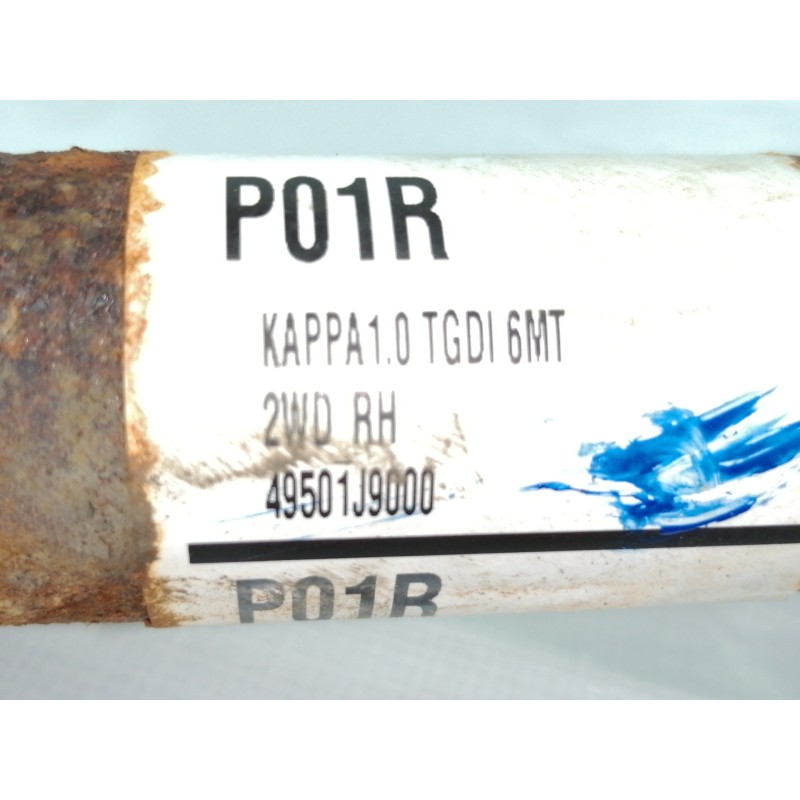 P01R
KAPPA1.0 TGDI 6MT
2WD RH
49501J9000
P01R